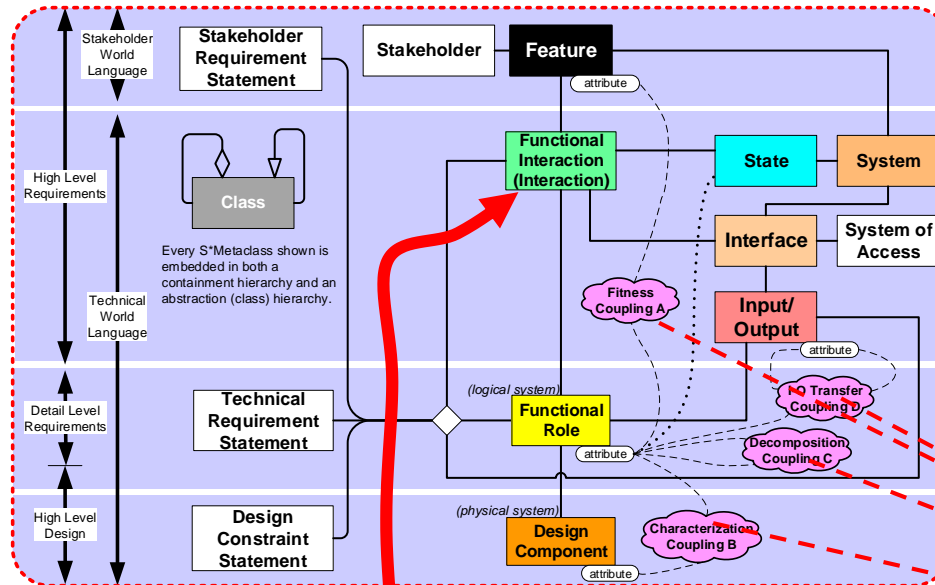 Stakeholder
World
Language
Stakeholder
Requirement
Statement
Stakeholder
Feature
attribute
High Level
Requirements
Technical
World
Language
Class
Every S*Metaclass shown is
embedded in both a
containment hierarchy and an
abstraction (class) hierarchy.
Functional
Interaction
(Interaction)
State
System
Interface
System of
Access
Fitness
Coupling A
Input/
Output
attribute
Detail Level
Requirements
Technical
Requirement
Statement
(logical system)
Functional
Role
attribute
Transfer
Coupling D
Decomposition
Coupling C
High Level
Design
Design
Constraint
Statement
(physical system)
Design
Component
attribute
Characterization
Coupling B